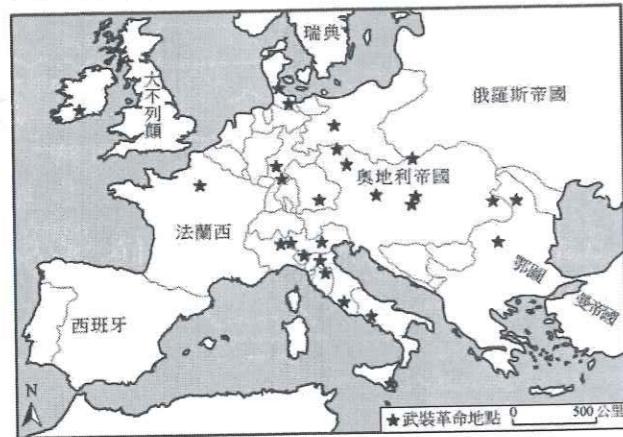 瑞典
大不列顛
俄羅斯帝國
奧地利帝國
法蘭西
鄂圖
曼帝國
西班牙
N
★武裝革命地點
0 500公里